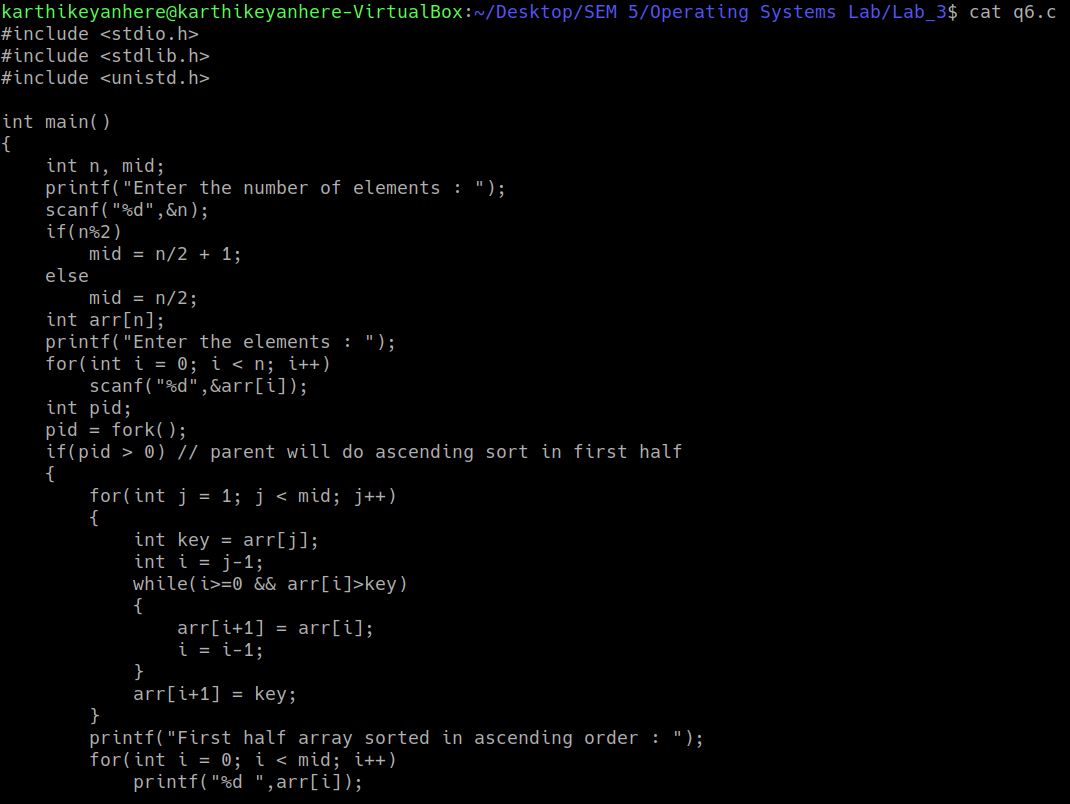 karthikeyanhere@karthikeyanhere-VirtualBox:~/Desktop/SEM 5/Operating Systems Lab/Lab_3$ cat q6.c
#include <stdio.h>
#include <stdlib.h>
#include <unistd.h>

int main()
{
    int n, mid;
    printf("Enter the number of elements : ");
    scanf("%d",&n);
    if(n%2)
        mid = n/2 + 1;
    else
        mid = n/2;
    int arr[n];
    printf("Enter the elements : ");
    for(int i = 0; i < n; i++)
        scanf("%d",&arr[i]);
    int pid;
    pid = fork();
    if(pid > 0) // parent will do ascending sort in first half
    {
        for(int j = 1; j < mid; j++)
        {
            int key = arr[j];
            int i = j-1;
            while(i>=0 && arr[i]>key)
            {
                arr[i+1] = arr[i];
                i = i-1;
            }
            arr[i+1] = key;
        }
        printf("First half array sorted in ascending order : ");
        for(int i = 0; i < mid; i++)
            printf("%d ",arr[i]);